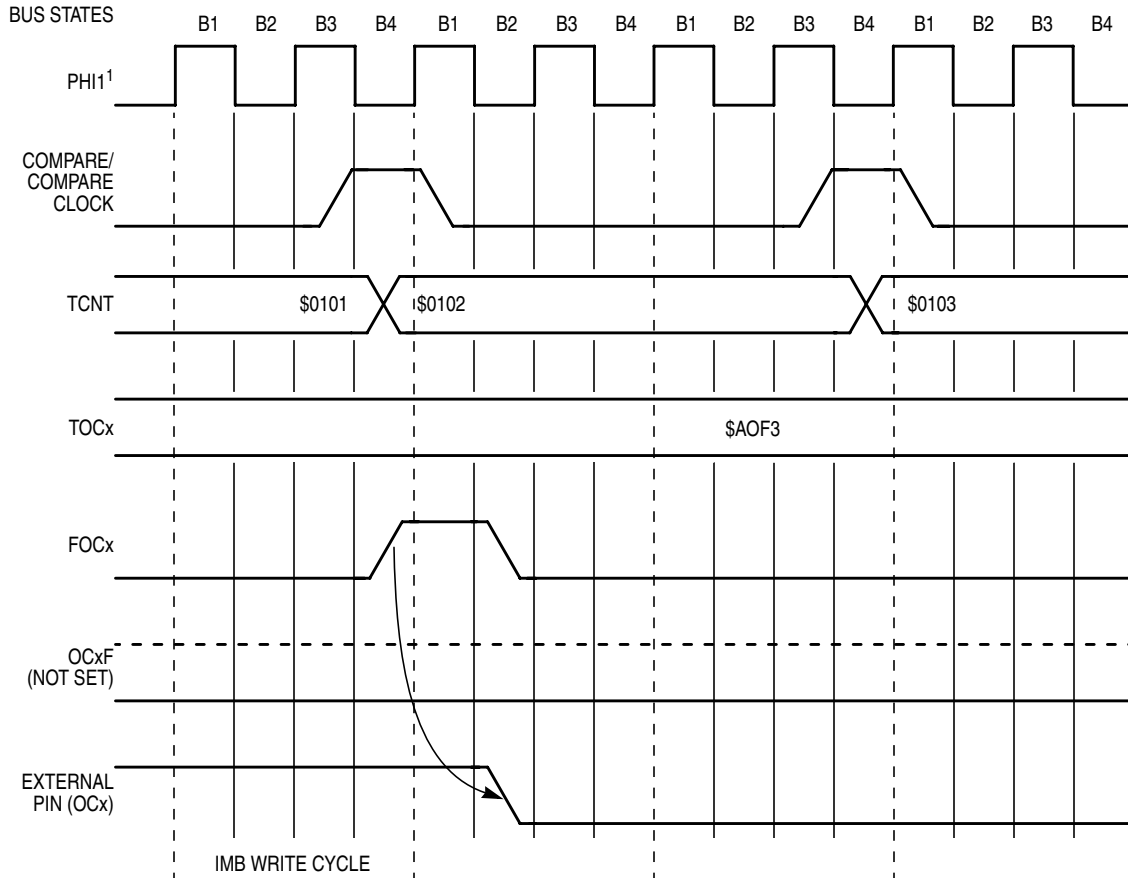 BUS STATES
B1 B2 B3 B4 B1 B2 B3 B4 B1 B2 B3 B4 B1 B2 B3 B4
PHI1¹
COMPARE/
COMPARE
CLOCK
TCNT $0101 $0102 $0103
TOCx $AOF3
FOCx
OCxF
(NOT SET)
EXTERNAL
PIN (OCx)
IMB WRITE CYCLE